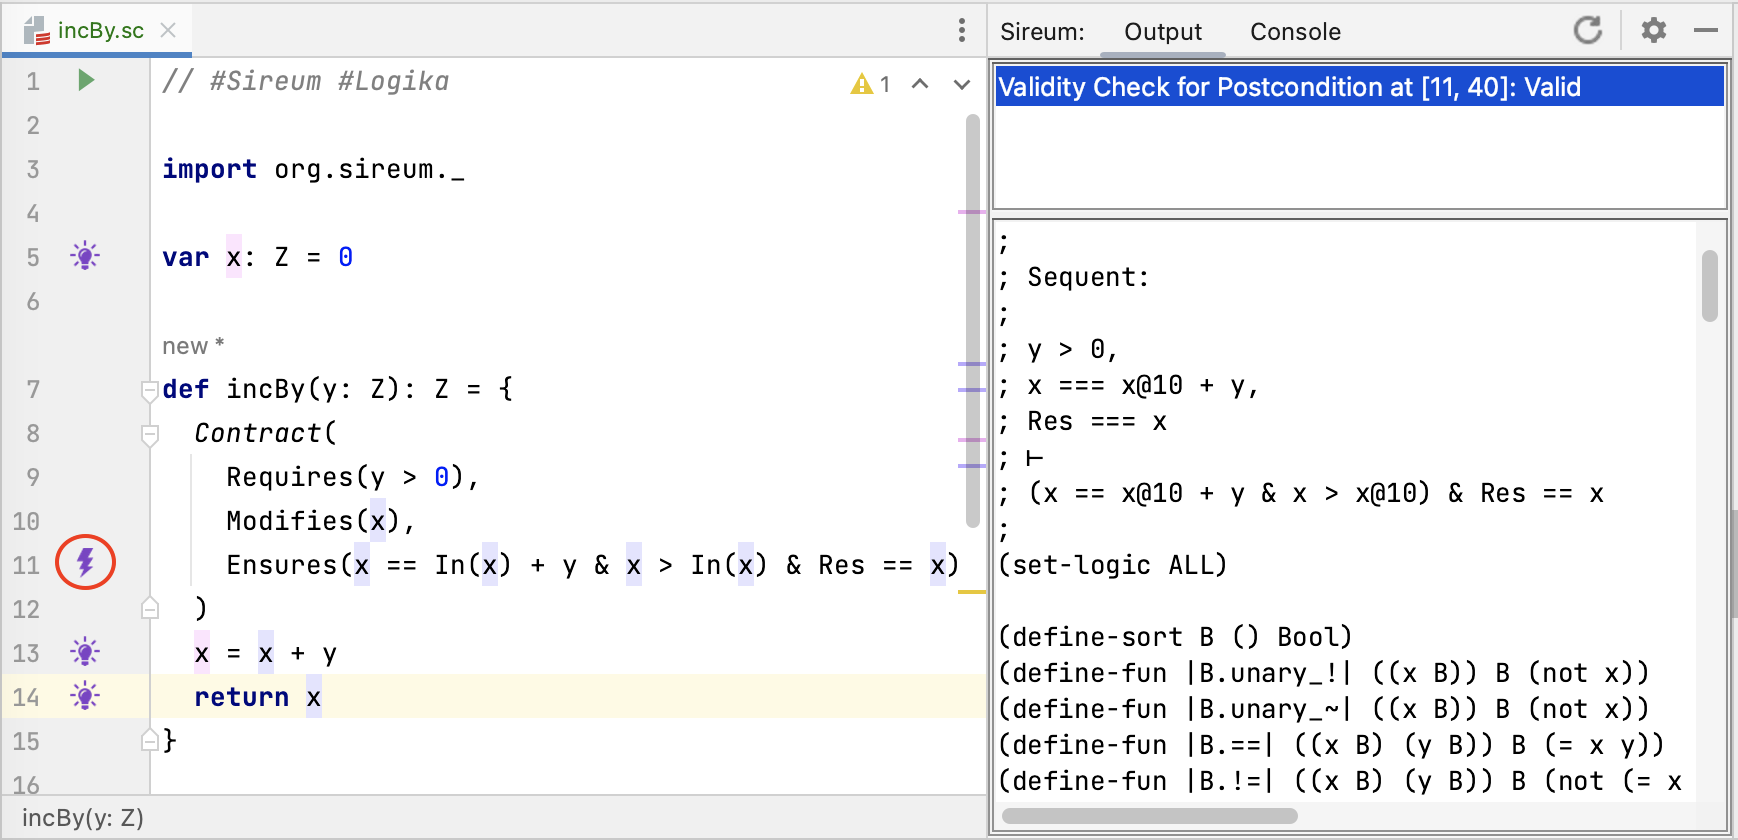 incBy.sc
1 // #Sireum #Logika
1
2
3 import org.sireum._
4
5 var x: Z = 0
6
new *
7 def incBy(y: Z): Z = {
8 Contract(
9 Requires(y > 0),
10 Modifies(x),
11 Ensures(x == In(x) + y & x > In(x) & Res == x)
12 )
13 x = x + y
14 return x
15 }
16
incBy(y: Z)
Sireum: Output Console
Validity Check for Postcondition at [11, 40]: Valid
;
; Sequent:
;
; y > 0,
; x === x@10 + y,
; Res === x
; ⊢
; (x == x@10 + y & x > x@10) & Res == x
;
(set-logic ALL)
(define-sort B () Bool)
(define-fun |B.unary_!| ((x B)) B (not x))
(define-fun |B.unary_~| ((x B)) B (not x))
(define-fun |B.==| ((x B) (y B)) B (= x y))
(define-fun |B.!=| ((x B) (y B)) B (not (= x